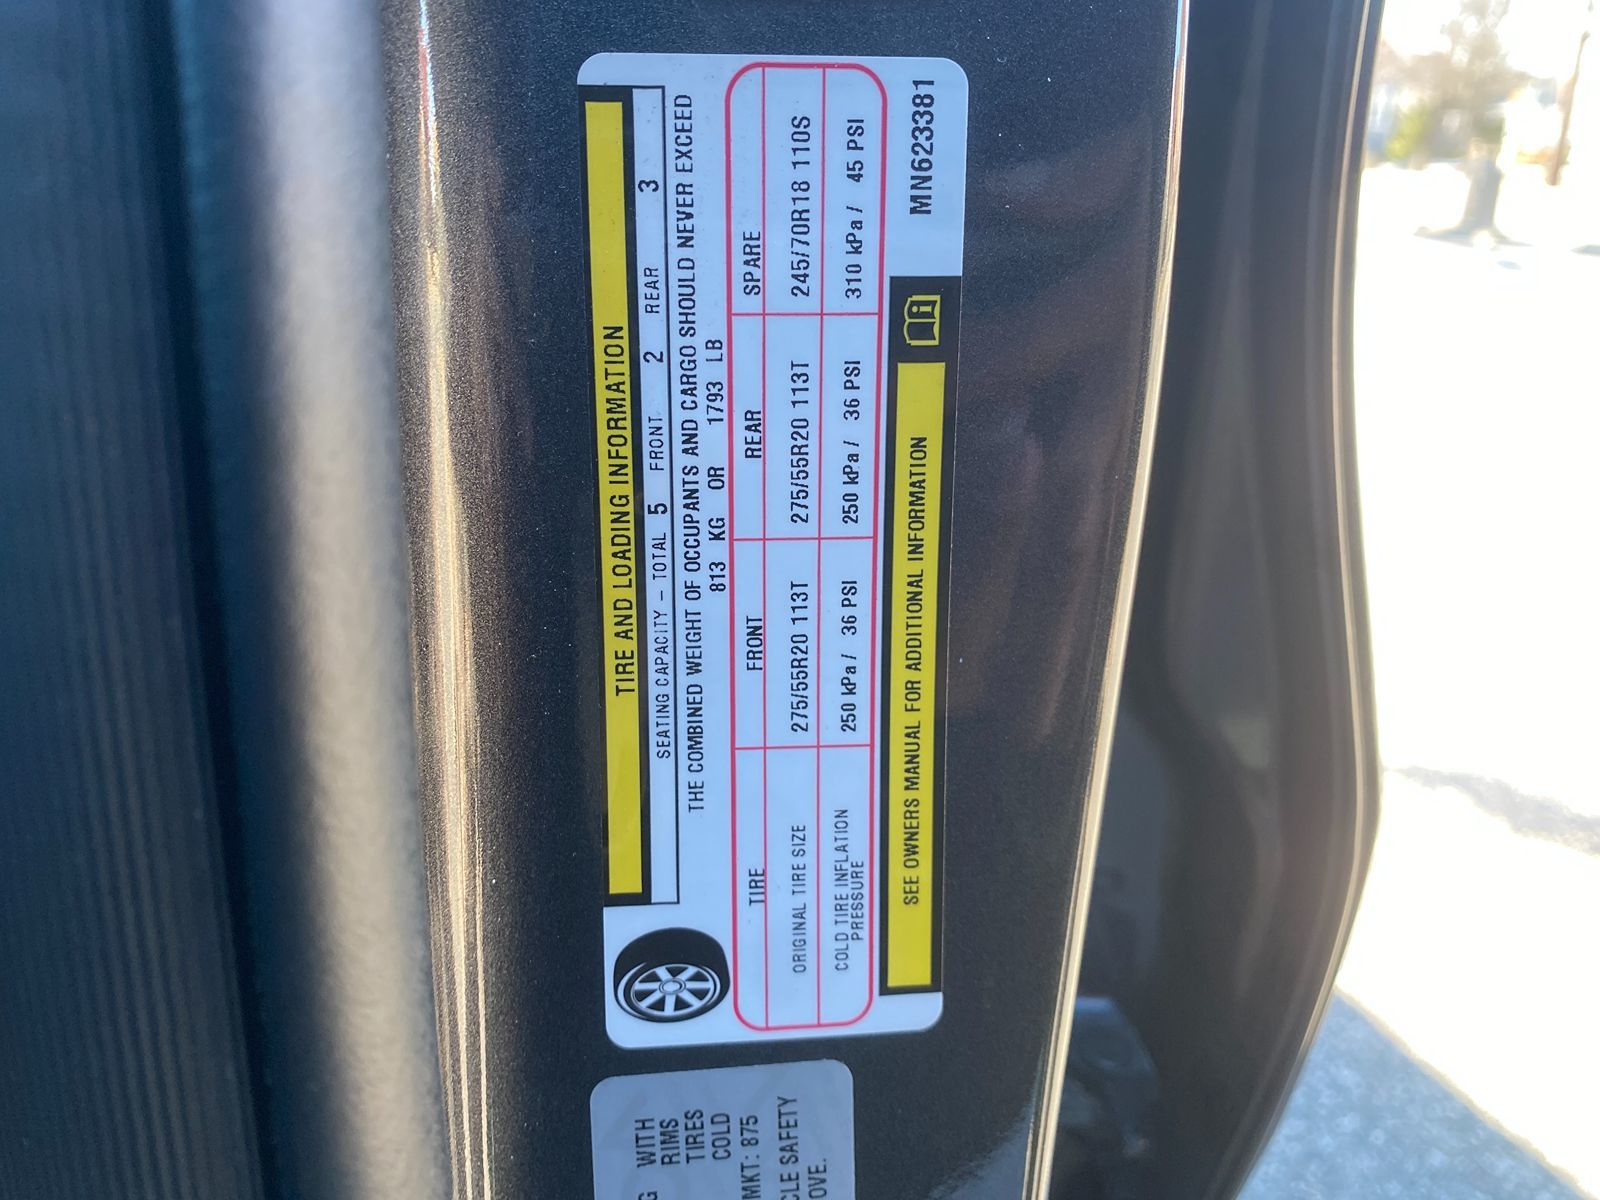 TIRE AND LOADING INFORMATION
SEATING CAPACITY - TOTAL 5 FRONT 2 REAR 3
THE COMBINED WEIGHT OF OCCUPANTS AND CARGO SHOULD NEVER EXCEED
813 KG OR 1793 LB
TIRE FRONT REAR SPARE
ORIGINAL TIRE SIZE 275/55R20 113T 275/55R20 113T 245/70R18 110S
COLD TIRE INFLATION PRESSURE 250 kPa / 36 PSI 250 kPa / 36 PSI 310 kPa / 45 PSI
SEE OWNERS MANUAL FOR ADDITIONAL INFORMATION
MN623381
WITH
RIMS
TIRES
COLD
MKT: 875
SAFETY